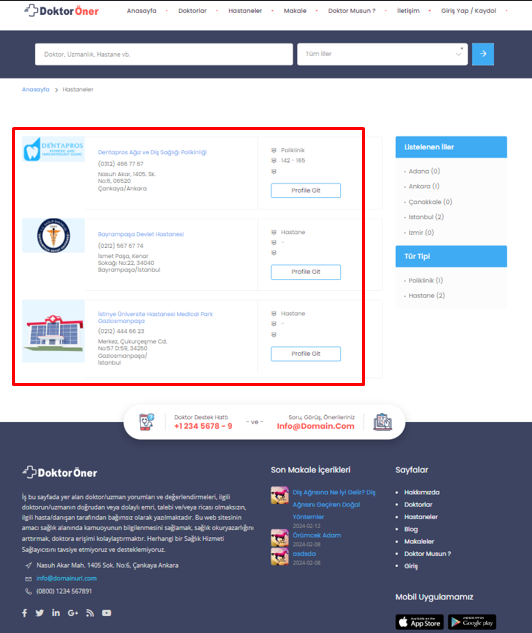 Doktor Öner
Anasayfa Doktorlar Hastaneler Makale Doktor Musun ? İletişim Giriş Yap / Kaydol
Doktor, Uzmanlık, Hastane vb.
Tüm İller
Anasayfa > Hastaneler
DENTAPROS
Dentapros Ağız ve Diş Sağlığı Polikinliği
(0312) 466 77 67
Nasuh Akar, 1405. Sk.
No:6, 06520
Çankaya/Ankara
Poliklinik
142 - 165
Profile Git
Bayrampaşa Devlet Hastanesi
(0212) 567 67 74
İsmet Paşa, Kenar
Sokağı No:22, 34040
Bayrampaşa/İstanbul
Hastane
-
Profile Git
İstinye Üniversite Hastanesi Medical Park
Gaziosmanpaşa
(0212) 444 66 23
Merkez, Çukurçeşme Cd.
No:57 D:59, 34250
Gaziosmanpaşa/
İstanbul
Hastane
-
Profile Git
Listelenen İller
Adana (0)
Ankara (1)
Çanakkale (0)
İstanbul (2)
İzmir (0)
Tür Tipi
Poliklinik (1)
Hastane (2)
Doktor Destek Hattı
+1 234 5678 - 9
- ve -
Soru, Görüş, Önerileriniz
Info@Domain.Com
Doktor Öner
İş bu sayfada yer alan doktor/uzman yorumları ve değerlendirmeleri, ilgili
doktorun/uzmanın doğrudan veya dolaylı emri, talebi ve/veya ricası olmaksızın,
ilgili hasta/danışan tarafından bağımsız olarak yazılmaktadır. Bu web sitesinin
amacı sağlık alanında kamuoyunun bilgilenmesini sağlamak, sağlık okuryazarlığını
arttırmak, doktora erişimi kolaylaştırmaktır. Herhangi bir Sağlık Hizmeti
Sağlayıcısını tavsiye etmiyoruz ve desteklemiyoruz.
Nasuh Akar Mah. 1405 Sok. No:6, Çankaya Ankara
info@domainurl.com
(0800) 1234 567891
Son Makale İçerikleri
Diş Ağrısına Ne İyi Gelir? Diş
Ağrısını Geçiren Doğal
Yöntemler
2024-02-12
Örümcek Adam
2024-02-08
asdsda
2024-02-08
Sayfalar
Hakkımızda
Doktorlar
Hastaneler
Blog
Makaleler
Doktor Musun ?
Giriş
Mobil Uygulamamız
App Store
Google play